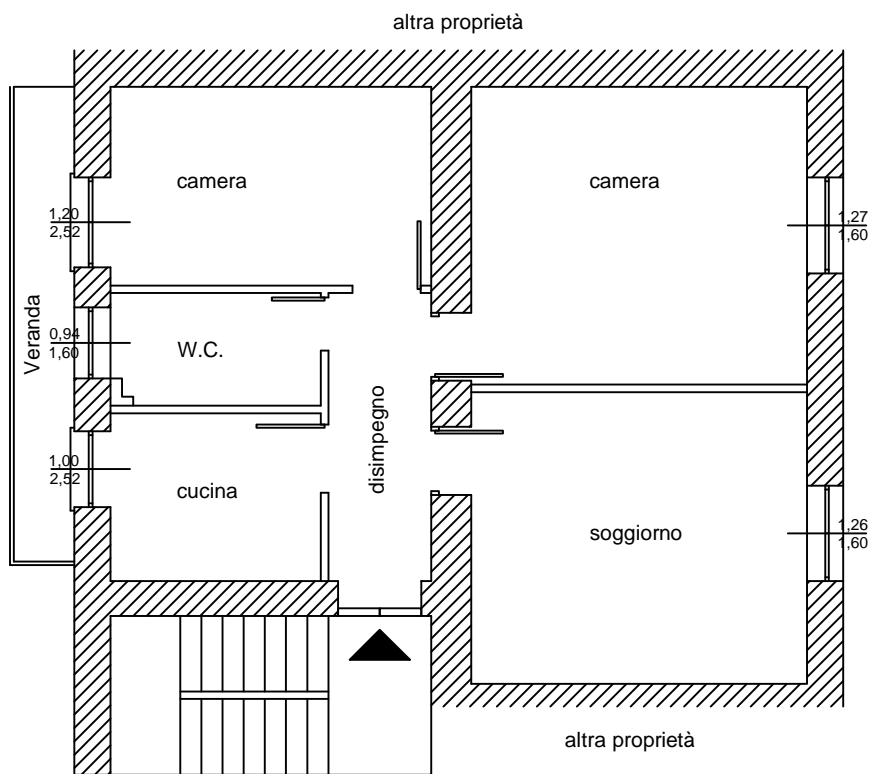 altra proprietà
camera
camera
1,20
2,52
1,27
1,60
Veranda
0,94
1,60
W.C.
disimpegno
1,00
2,52
cucina
soggiorno
1,26
1,60
altra proprietà